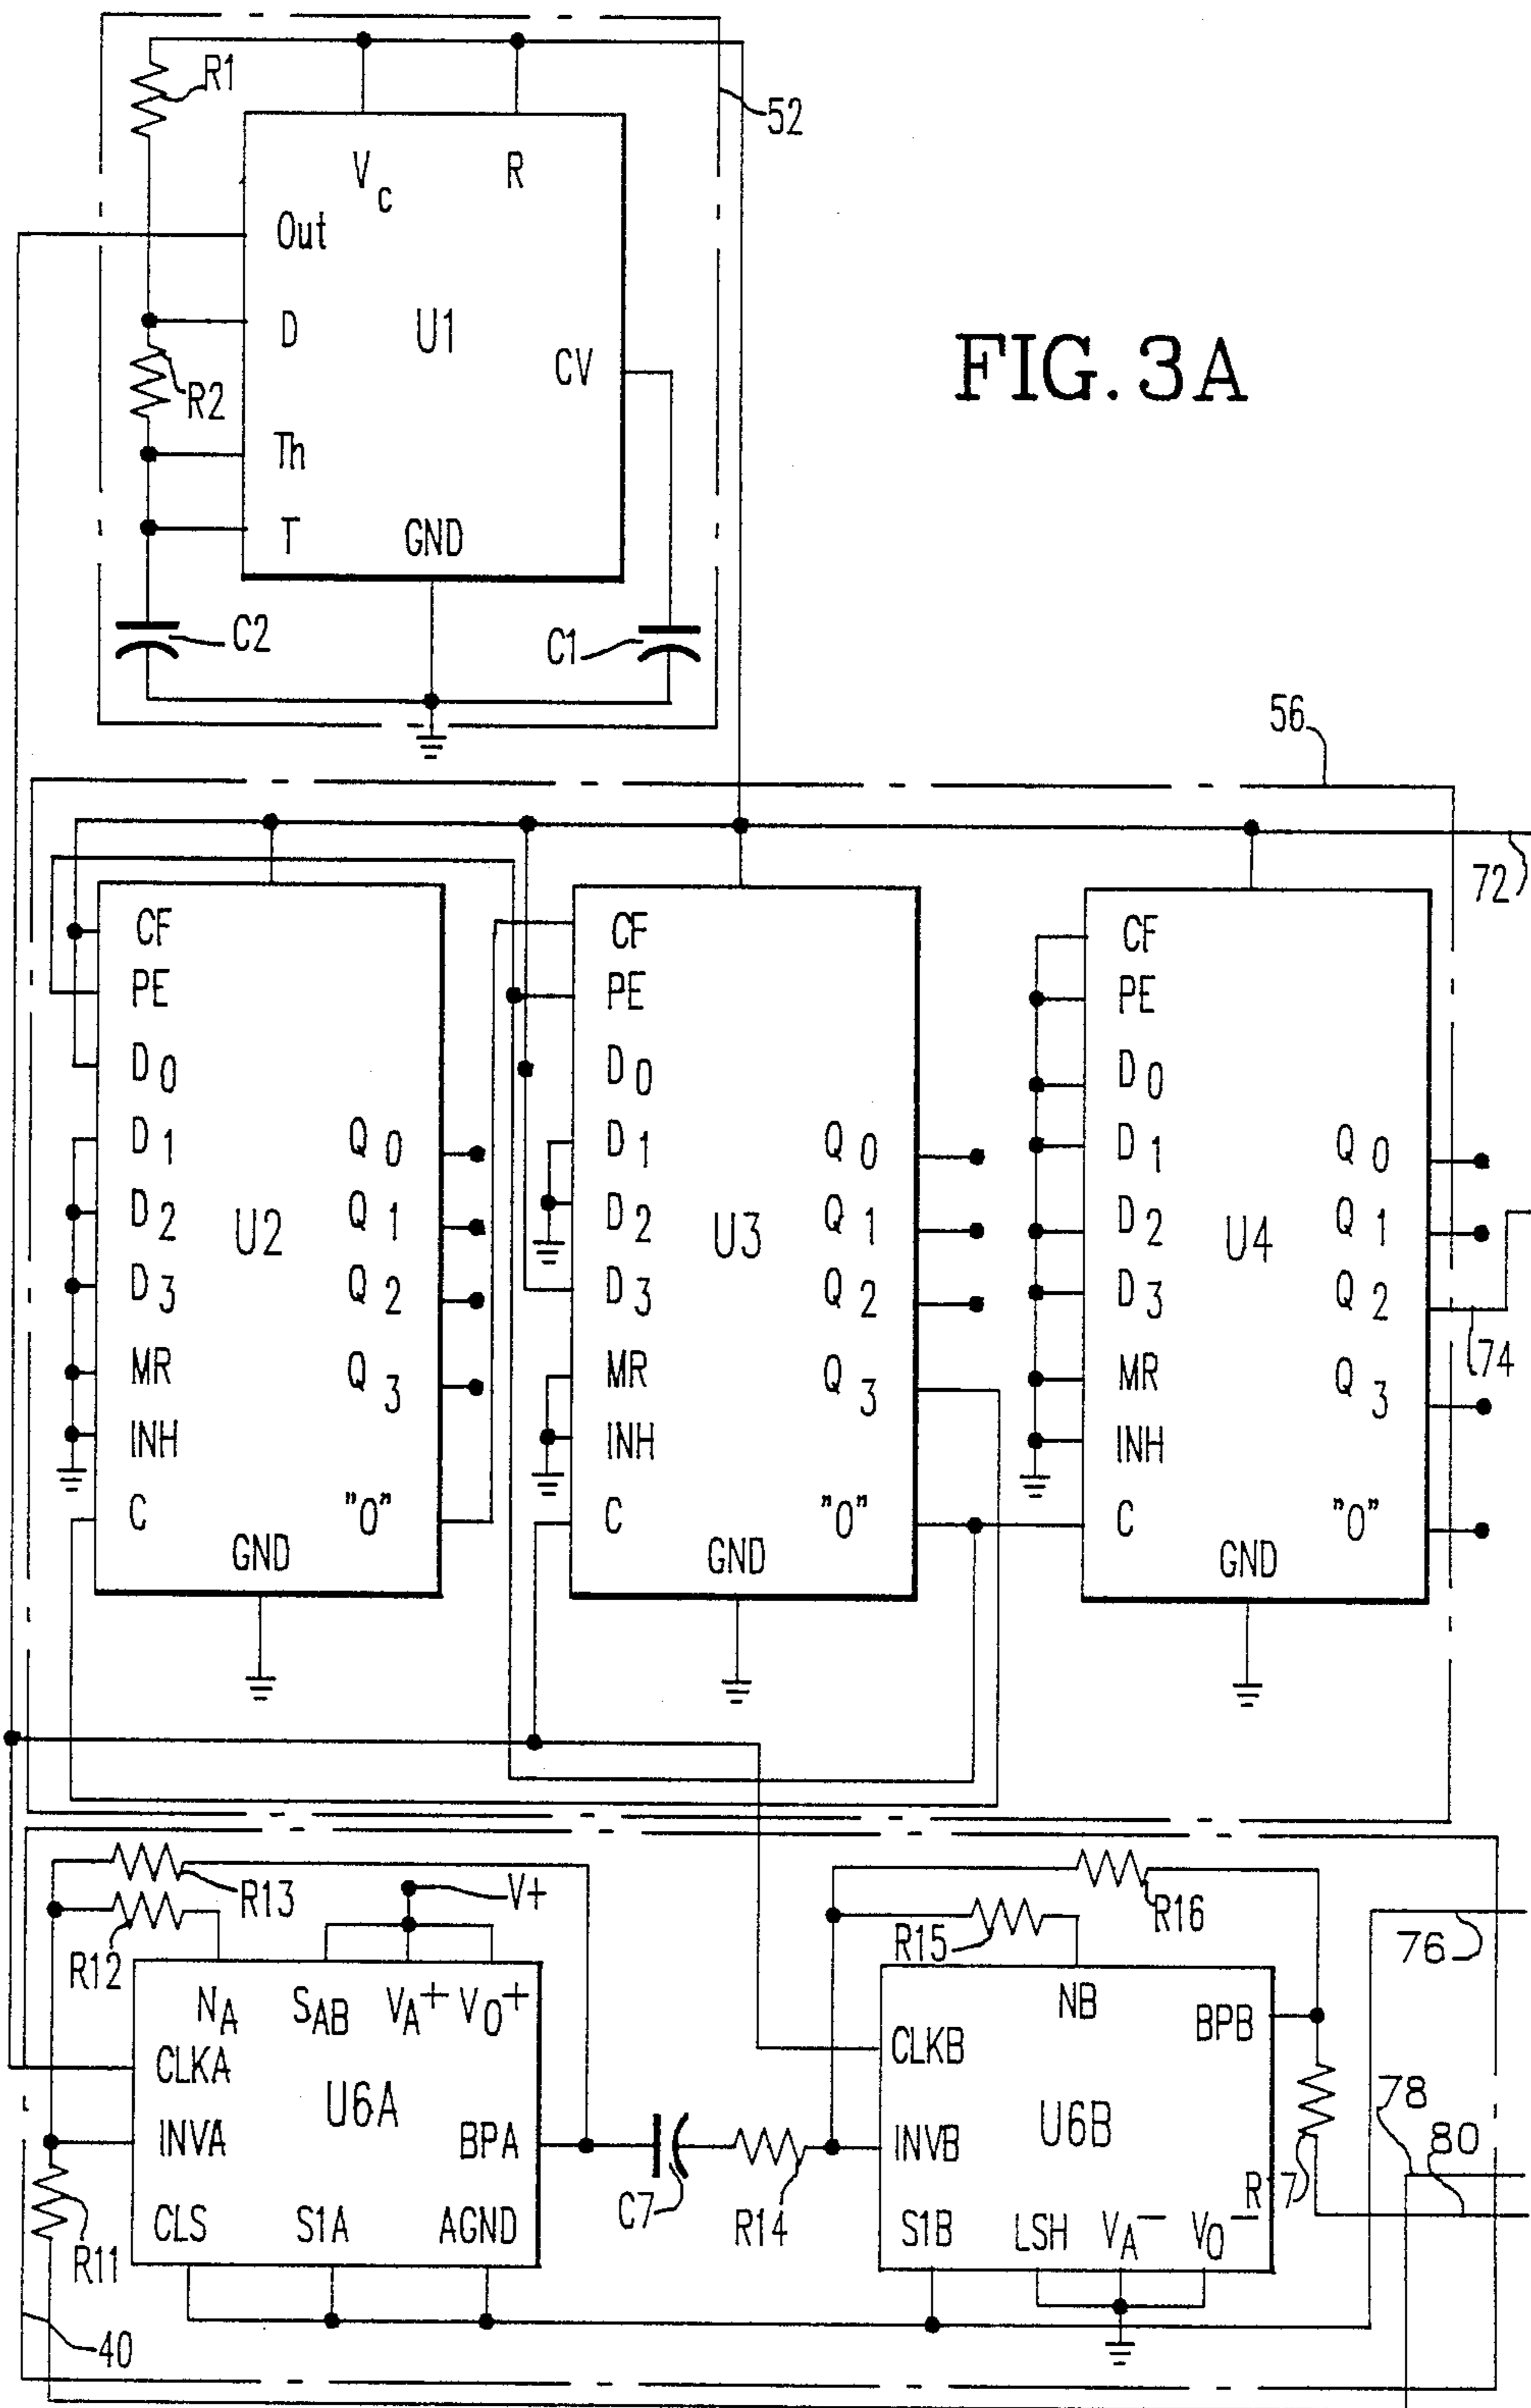 FIG. 3A
52
R1
Vc
R
Out
D
U1
CV
R2
Th
T
GND
C2
C1
56
72
CF
PE
D0
D1
D2
D3
MR
INH
C
U2
Q0
Q1
Q2
Q3
"0"
GND
CF
PE
D0
D1
D2
D3
MR
INH
C
U3
Q0
Q1
Q2
Q3
"0"
GND
CF
PE
D0
D1
D2
D3
MR
INH
C
U4
Q0
Q1
Q2
Q3
"0"
GND
74
R13
R12
V+
NA
SAB
VA+
VO+
CLKA
U6A
INVA
BPA
CLS
S1A
AGND
R11
40
C7
R14
R15
R16
NB
BPB
CLKB
U6B
INVB
S1B
LSH
VA-
VO-
R17
76
78
80